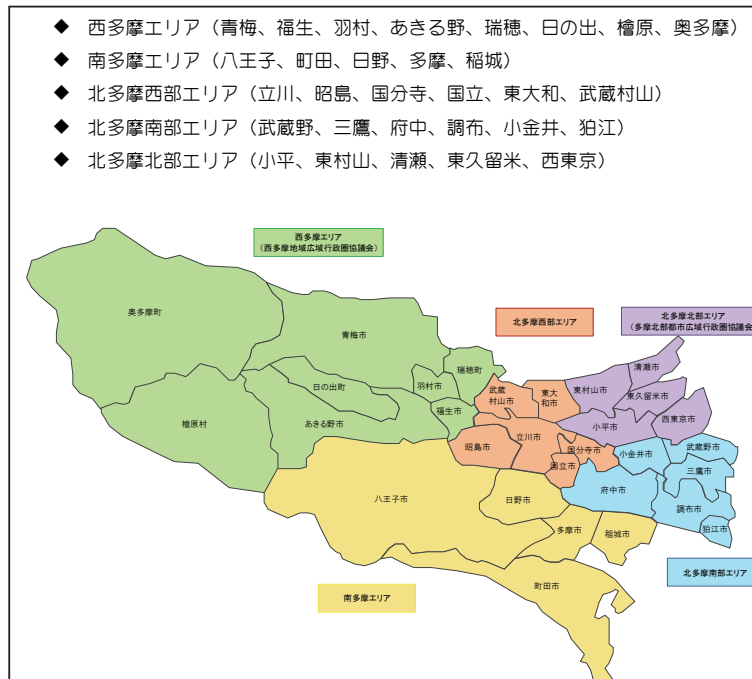 ◆ 西多摩エリア（青梅、福生、羽村、あきる野、瑞穂、日の出、檜原、奥多摩）
◆ 南多摩エリア（八王子、町田、日野、多摩、稲城）
◆ 北多摩西部エリア（立川、昭島、国分寺、国立、東大和、武蔵村山）
◆ 北多摩南部エリア（武蔵野、三鷹、府中、調布、小金井、狛江）
◆ 北多摩北部エリア（小平、東村山、清瀬、東久留米、西東京）
西多摩エリア
（西多摩地域広域行政圏協議会）
北多摩北部エリア
（多摩北部都市広域行政圏協議会
北多摩西部エリア
奥多摩町
青梅市
瑞穂町
清瀬市
羽村市
日の出町
武蔵
村山市
東大
和市
東村山市
東久留米市
福生市
西東京市
檜原村
あきる野市
小平市
昭島市
立川市
国分寺市
小金井市
武蔵野市
国立市
三鷹市
八王子市
日野市
府中市
調布市
狛江市
多摩市
稲城市
北多摩南部エリア
町田市
南多摩エリア